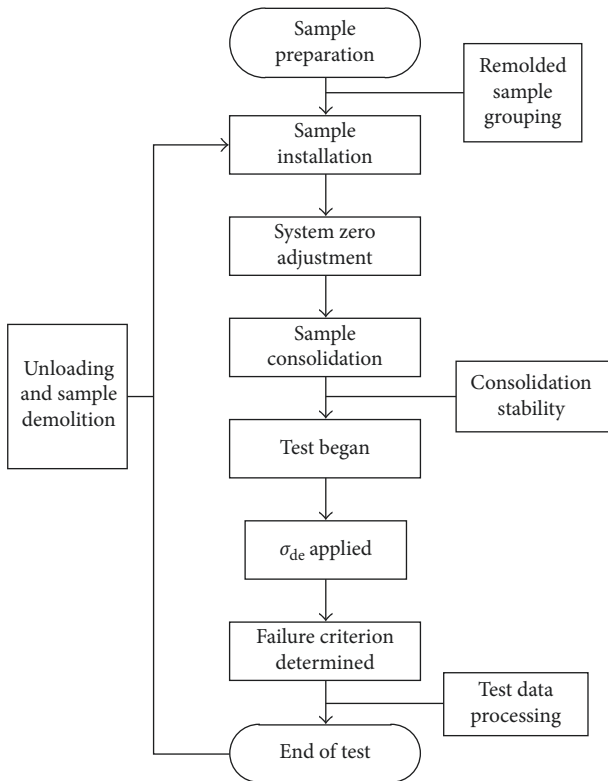 Sample
preparation
Remolded
sample
grouping
Sample
installation
System zero
adjustment
Sample
consolidation
Unloading
and sample
demolition
Consolidation
stability
Test began
σde applied
Failure criterion
determined
Test data
processing
End of test